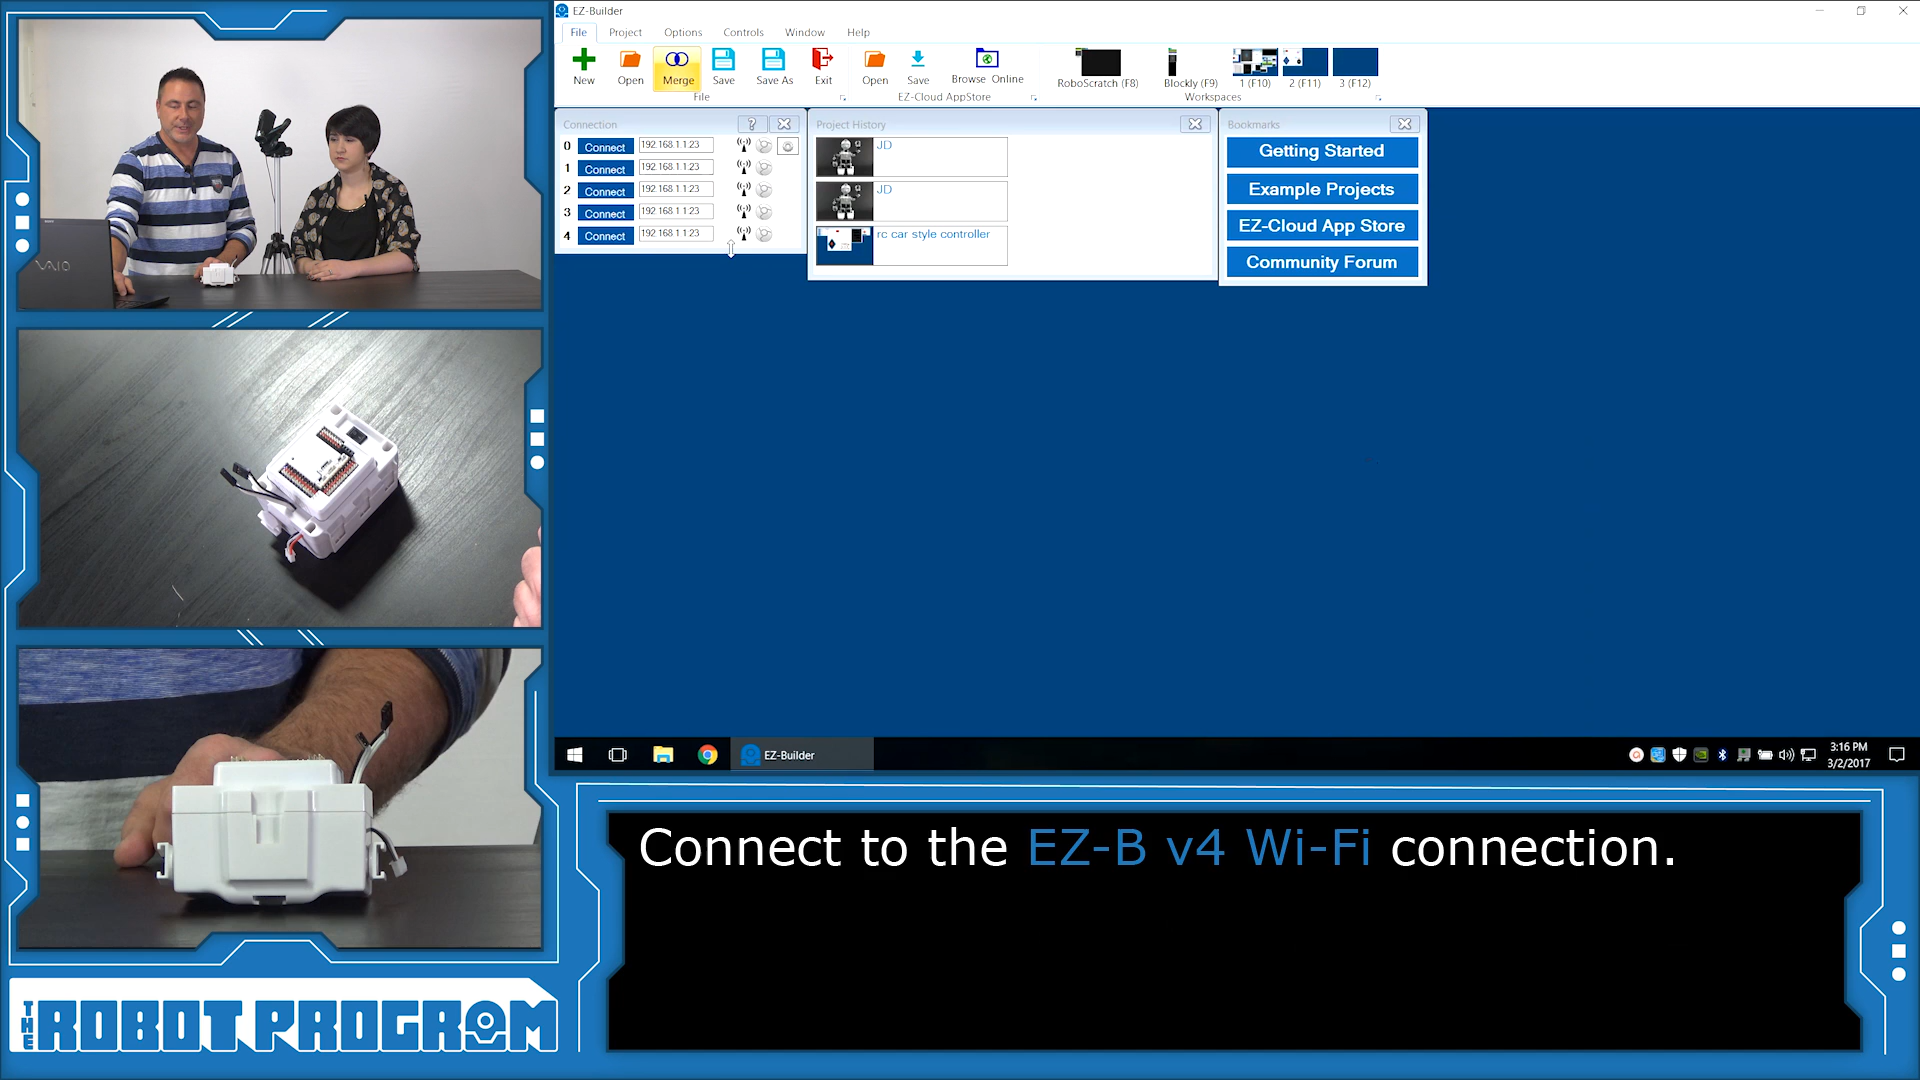 EZ-Builder
File Project Options Controls Window Help
New Open Merge Save Save As Exit Open Save Browse Online RoboScratch (F8) Blockly (F9) 1 (F10) 2 (F11) 3 (F12)
File EZ-Cloud AppStore Workspaces
Connection ?
0 Connect 192.168.1.1:23
1 Connect 192.168.1.1:23
2 Connect 192.168.1.1:23
3 Connect 192.168.1.1:23
4 Connect 192.168.1.1:23
Project History
JD
JD
rc car style controller
Bookmarks
Getting Started
Example Projects
EZ-Cloud App Store
Community Forum
VAIO
EZ-Builder
3:16 PM
3/2/2017
Connect to the EZ-B v4 Wi-Fi connection.
THE ROBOT PROGRAM